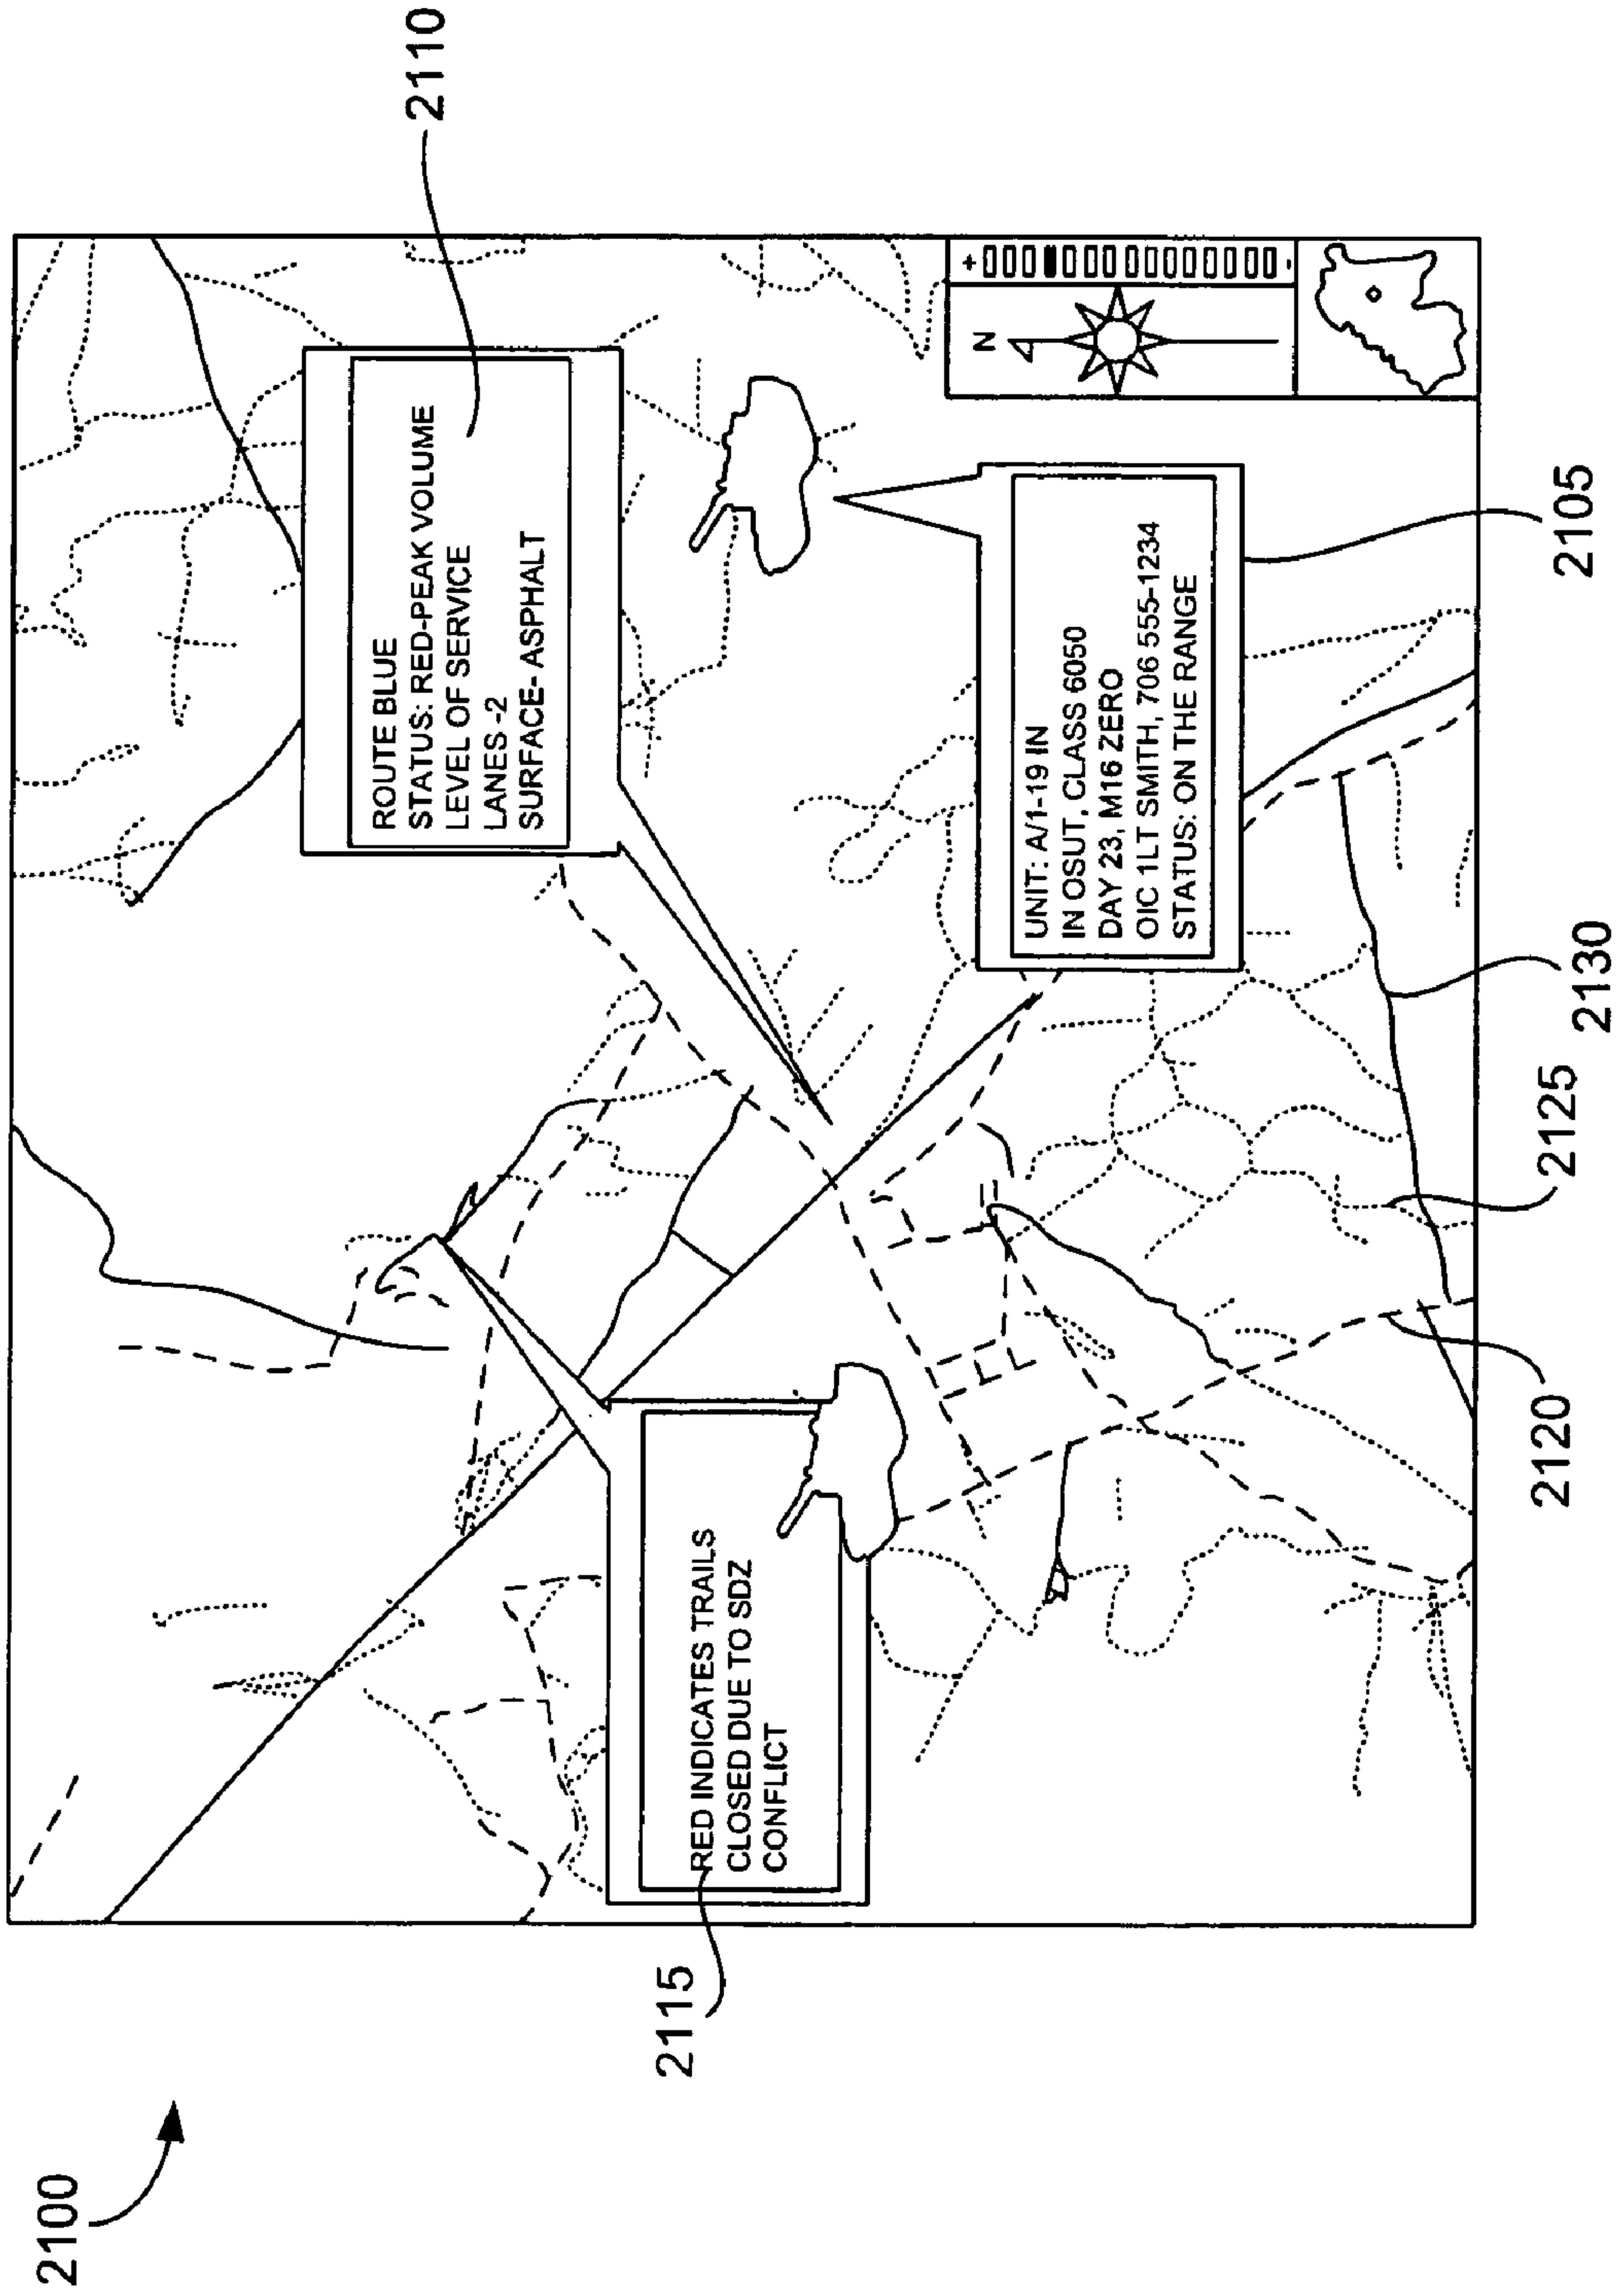 2100
2110
ROUTE BLUE
STATUS: RED-PEAK VOLUME
LEVEL OF SERVICE
LANES -2
SURFACE- ASPHALT
2115
RED INDICATES TRAILS
CLOSED DUE TO SDZ
CONFLICT
UNIT: A/1-19 IN
IN OSUT, CLASS 6050
DAY 23, M16 ZERO
OIC 1LT SMITH, 706 555-1234
STATUS: ON THE RANGE
N
+
-
2120
2125
2130
2105